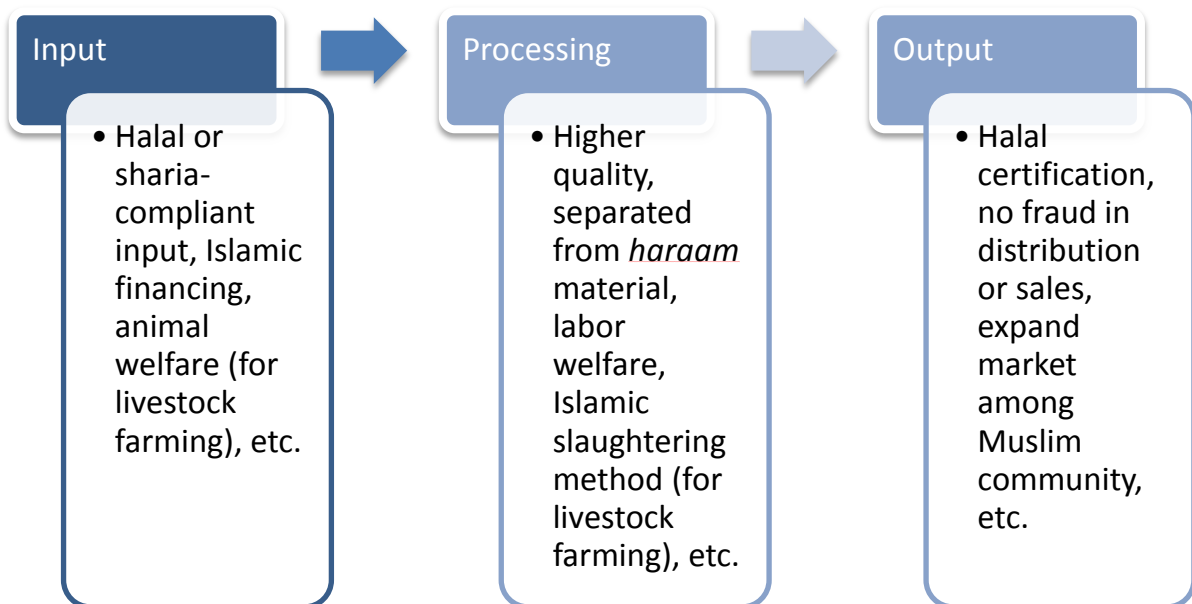 Input
• Halal or
sharia-
compliant
input, Islamic
financing,
animal
welfare (for
livestock
farming), etc.
Processing
• Higher
quality,
separated
from haraam
material,
labor
welfare,
Islamic
slaughtering
method (for
livestock
farming), etc.
Output
• Halal
certification,
no fraud in
distribution
or sales,
expand
market
among
Muslim
community,
etc.